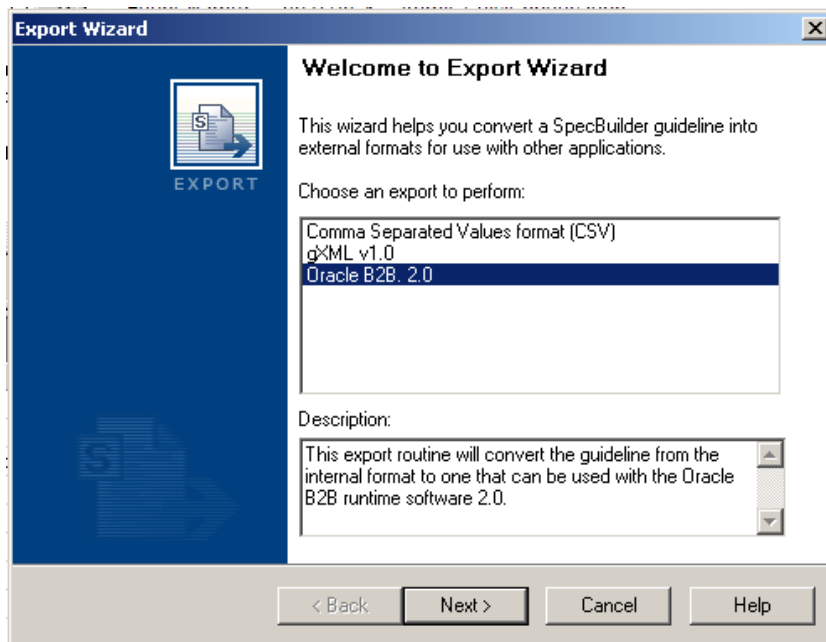 Export Wizard
Welcome to Export Wizard
This wizard helps you convert a SpecBuilder guideline into
external formats for use with other applications.
EXPORT
Choose an export to perform:
Comma Separated Values format (CSV)
gXML v1.0
Oracle B2B. 2.0
Description:
This export routine will convert the guideline from the
internal format to one that can be used with the Oracle
B2B runtime software 2.0.
< Back
Next >
Cancel
Help